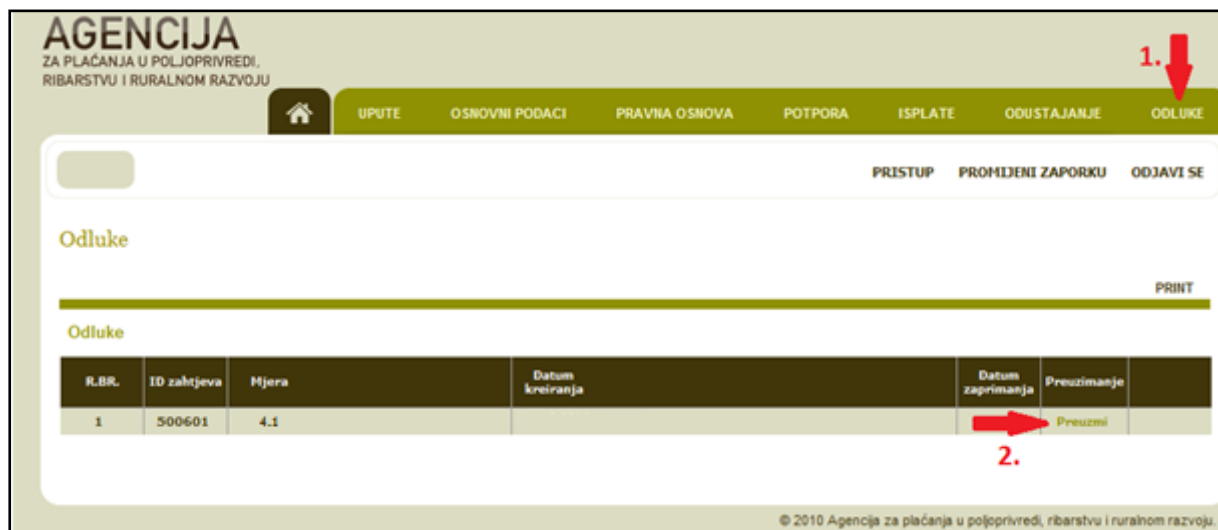 AGENCIJA
ZA PLAĆANJA U POLJOPRIVREDI,
RIBARSTVU I RURALNOM RAZVOJU
1.
UPUTE OSNOVNI PODACI PRAVNA OSNOVA POTPORA ISPLATE ODUSTAJANJE ODLUKE
PRISTUP PROMIJENI ZAPORKU ODJAVI SE
Odluke
PRINT
Odluke
R.BR. ID zahtjeva Mjera Datum kreiranja Datum zaprimanja Preuzimanje
1 500601 4.1 Preuzmi
2.
© 2010 Agencija za plaćanja u poljoprivredi, ribarstvu i ruralnom razvoju